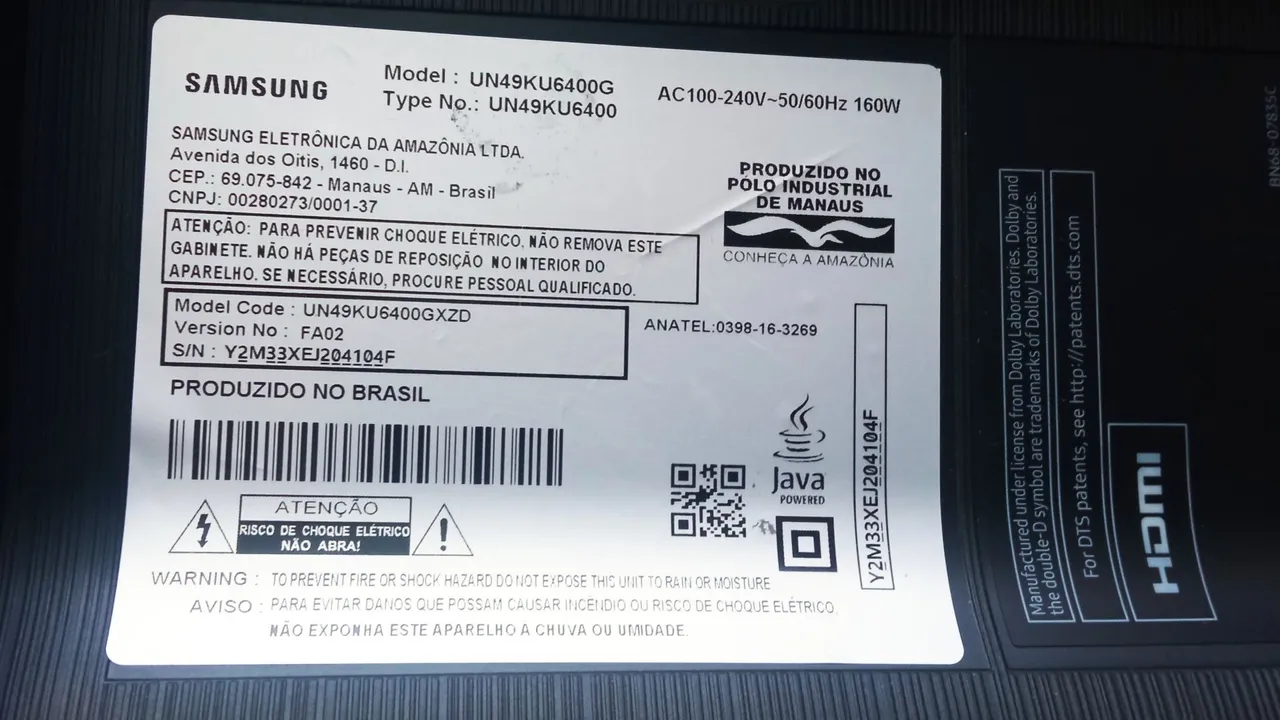 SAMSUNG
Model : UN49KU6400G
Type No.: UN49KU6400
AC100-240V~50/60Hz 160W
SAMSUNG ELETRÔNICA DA AMAZÔNIA LTDA.
Avenida dos Oitis, 1460 - D.I.
CEP.: 69.075-842 - Manaus - AM - Brasil
CNPJ: 00280273/0001-37
PRODUZIDO NO
PÓLO INDUSTRIAL
DE MANAUS
CONHEÇA A AMAZÔNIA
ATENÇÃO: PARA PREVENIR CHOQUE ELÉTRICO, NÃO REMOVA ESTE
GABINETE. NÃO HÁ PEÇAS DE REPOSIÇÃO NO INTERIOR DO
APARELHO. SE NECESSÁRIO, PROCURE PESSOAL QUALIFICADO.
Model Code : UN49KU6400GXZD
Version No : FA02
S/N : Y2M33XEJ204104F
ANATEL:0398-16-3269
PRODUZIDO NO BRASIL
Java
POWERED
Y2M33XEJ204104F
ATENÇÃO
RISCO DE CHOQUE ELÉTRICO
NÃO ABRA!
WARNING : TO PREVENT FIRE OR SHOCK HAZARD DO NOT EXPOSE THIS UNIT TO RAIN OR MOISTURE
AVISO : PARA EVITAR DANOS QUE POSSAM CAUSAR INCÊNDIO OU RISCO DE CHOQUE ELÉTRICO,
NÃO EXPONHA ESTE APARELHO A CHUVA OU UMIDADE.
Manufactured under license from Dolby Laboratories. Dolby and
the double-D symbol are trademarks of Dolby Laboratories.
For DTS patents, see http://patents.dts.com
HDMI
BN68-07835C